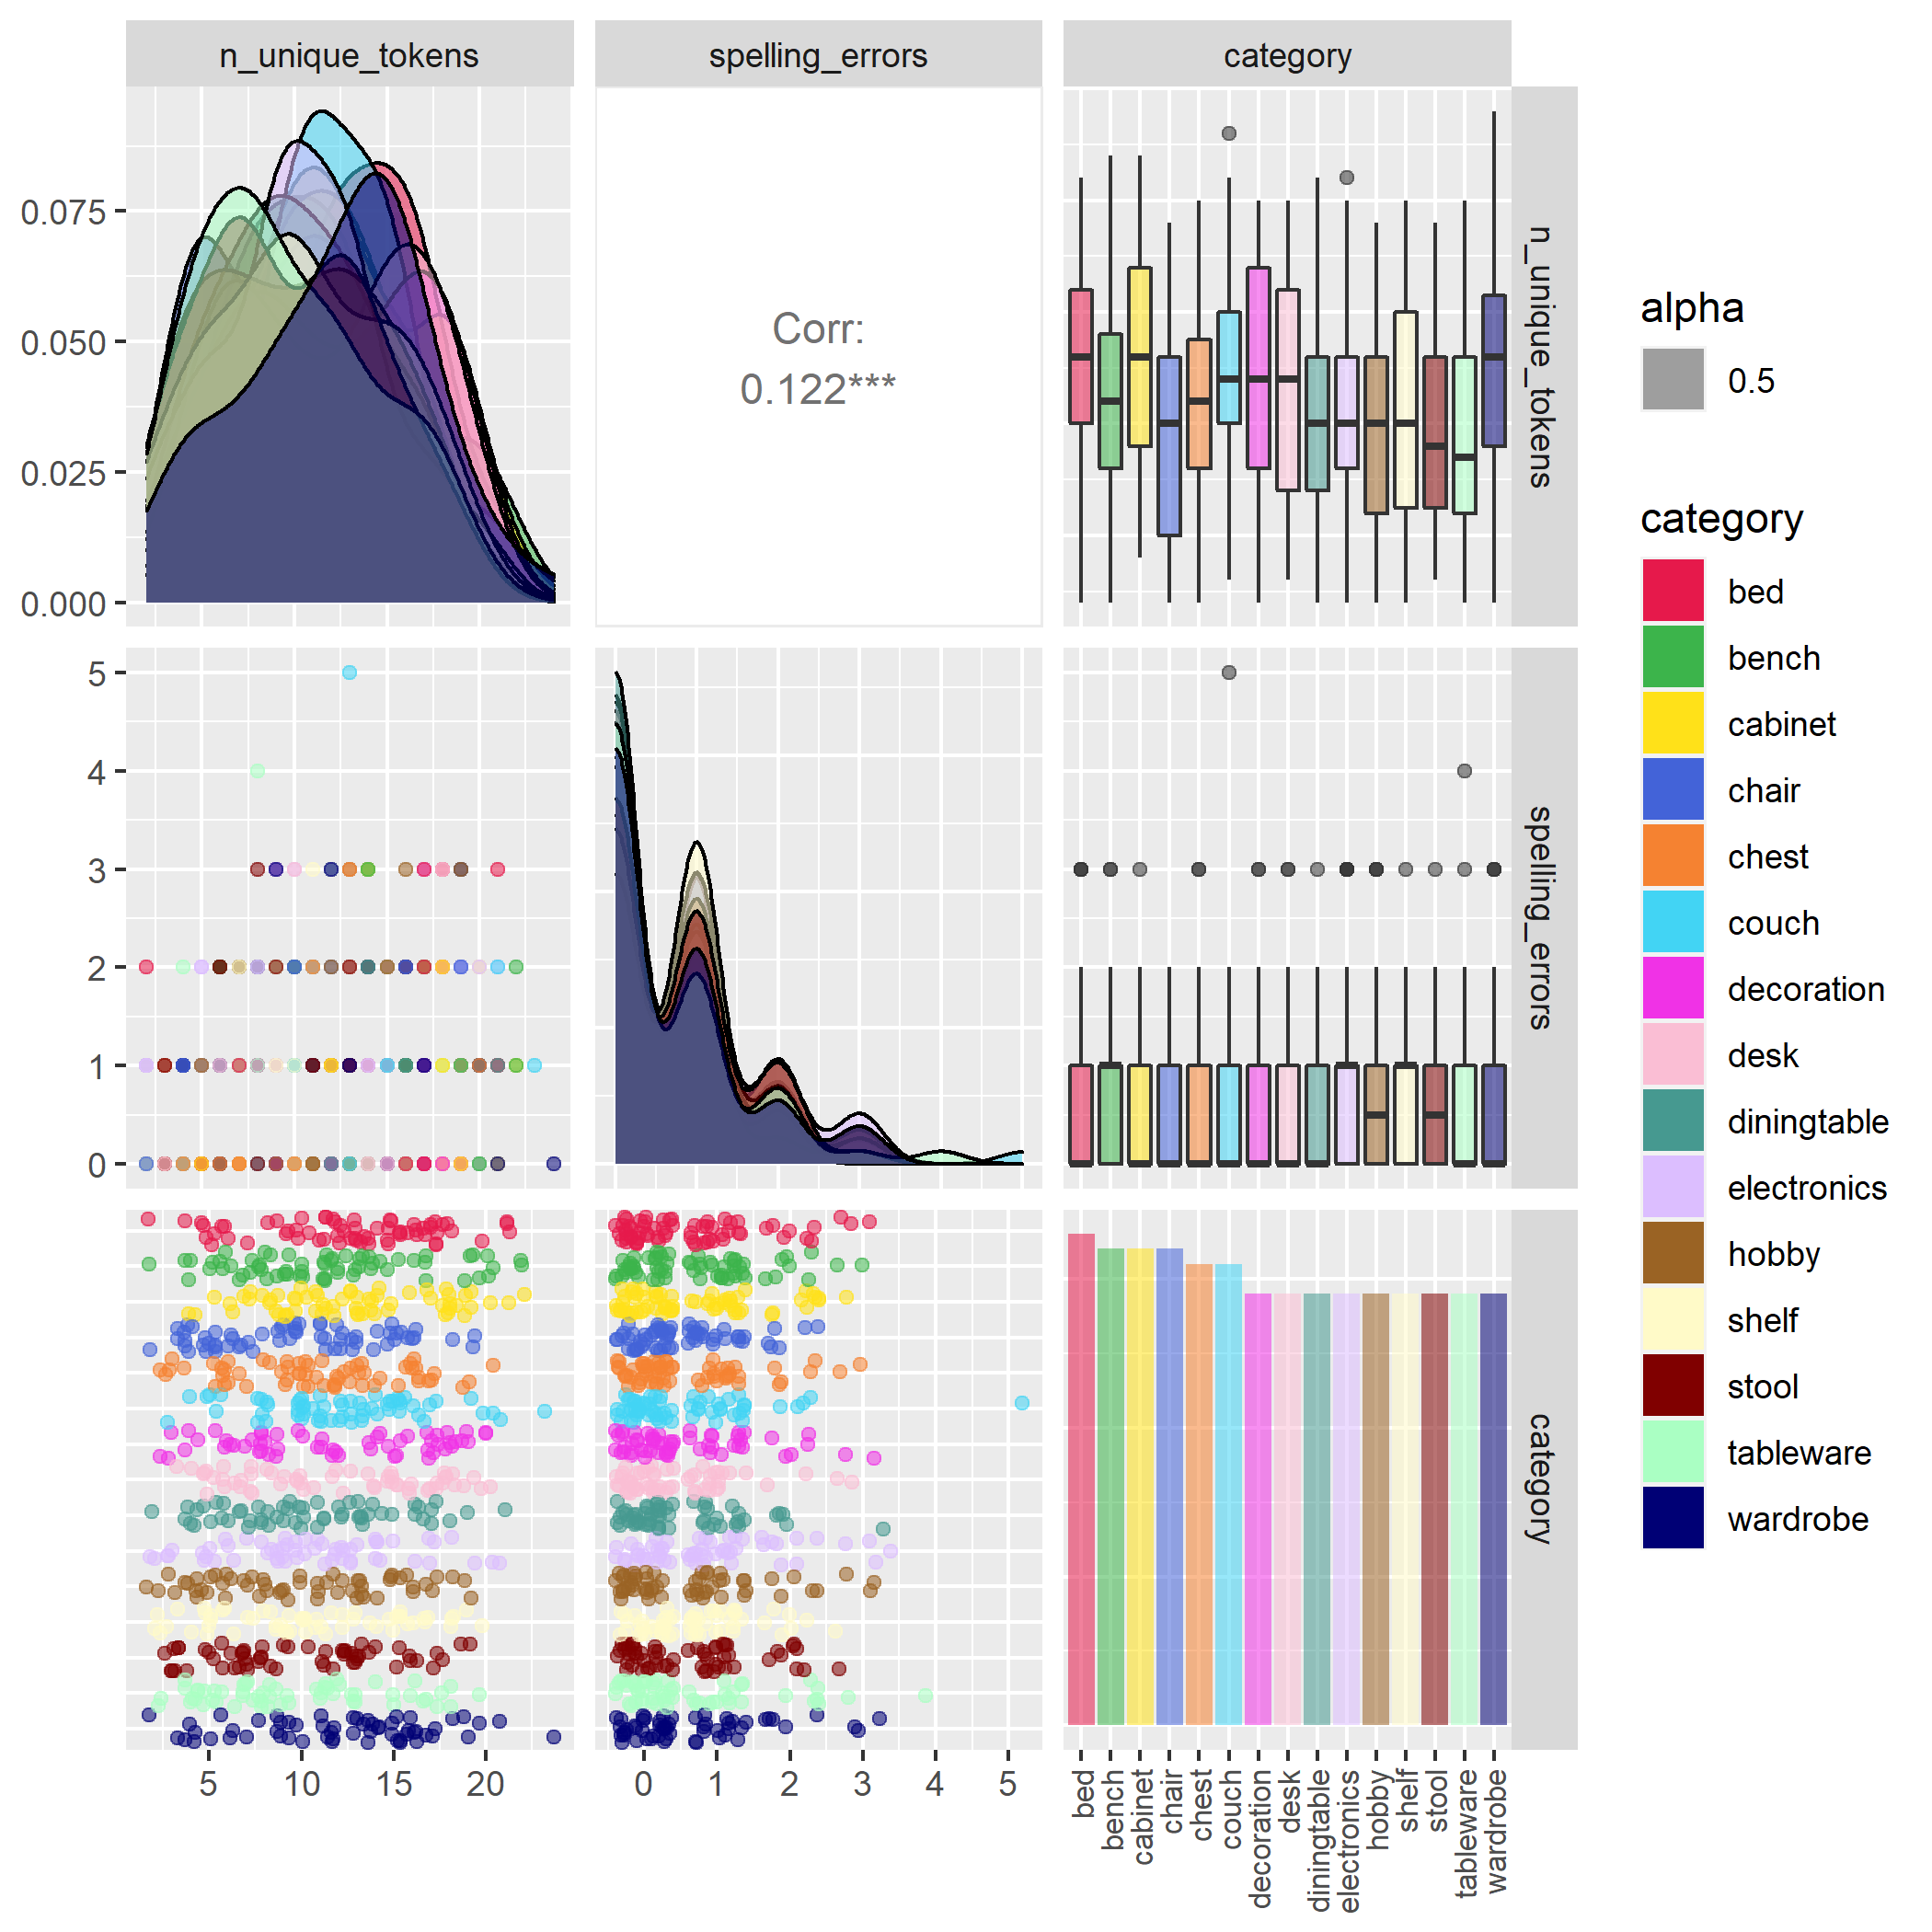 n_unique_tokens
spelling_errors
category
0.075
0.050
0.025
0.000
Corr:
0.122***
n_unique_tokens
5
4
3
2
1
0
spelling_errors
category
5
10
15
20
0
1
2
3
4
5
bed
bench
cabinet
chair
chest
couch
decoration
desk
diningtable
electronics
hobby
shelf
stool
tableware
wardrobe
alpha
0.5
category
bed
bench
cabinet
chair
chest
couch
decoration
desk
diningtable
electronics
hobby
shelf
stool
tableware
wardrobe